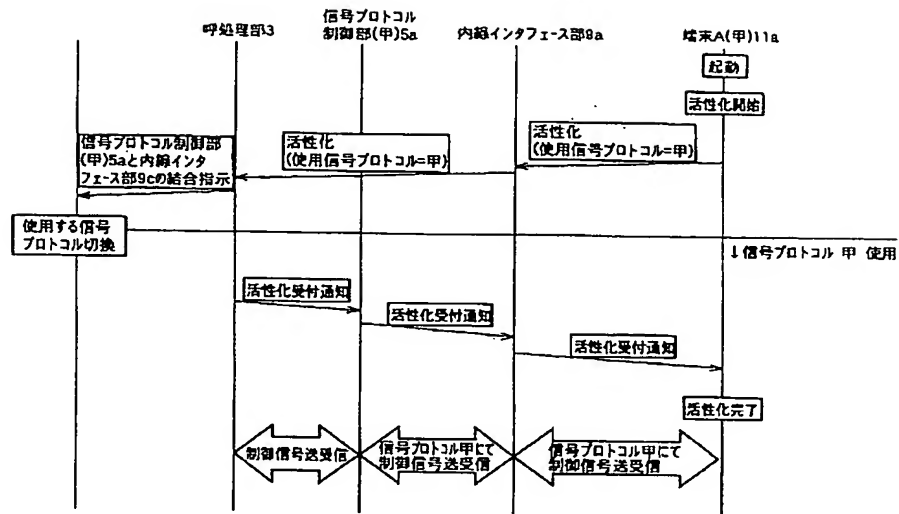 信号プロトコル
呼処理部3
制御部(甲)5a
内線インタフェース部9a
端末A(甲)11a
起動
活性化開始
活性化
(使用信号プロトコル=甲)
活性化
(使用信号プロトコル=甲)
信号プロトコル制御部
(甲)5aと内線インタ
フェース部9cの結合指示
使用する信号
プロトコル切換
↓信号プロトコル 甲 使用
活性化受付通知
活性化受付通知
活性化受付通知
活性化完了
制御信号送受信
信号プロトコル甲にて
制御信号送受信
信号プロトコル甲にて
制御信号送受信